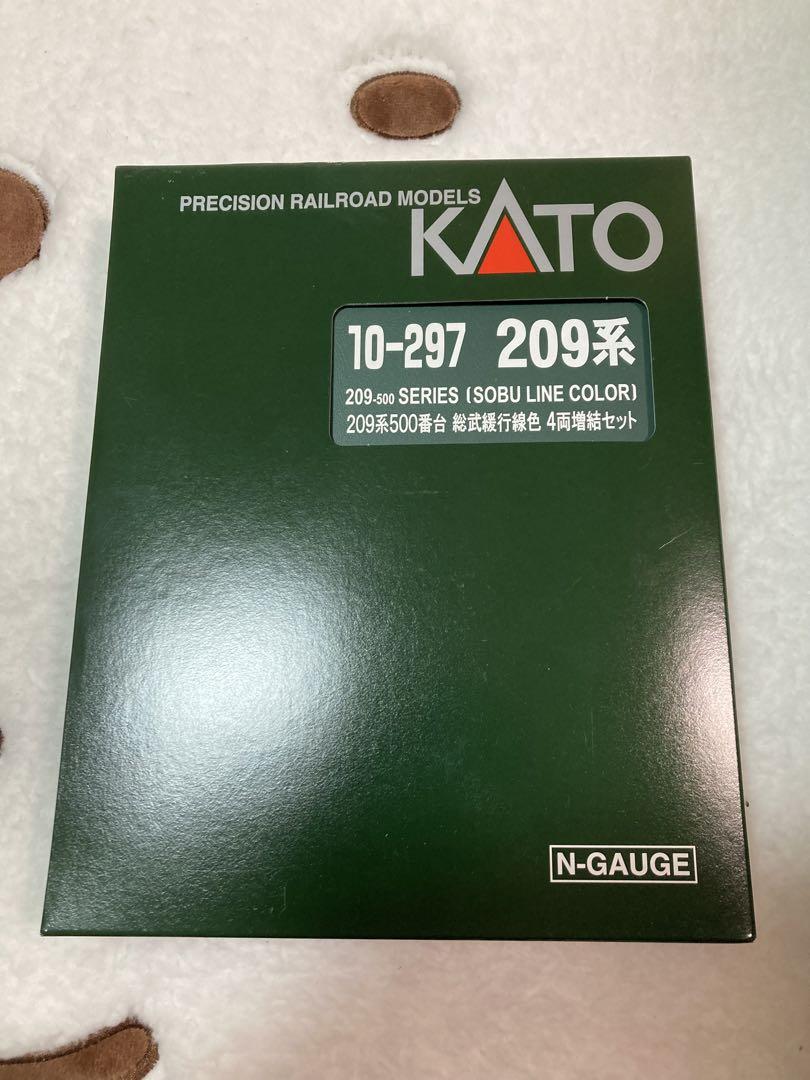 PRECISION RAILROAD MODELS
KATO
10-297 209系
209-500 SERIES (SOBU LINE COLOR)
209系500番台 総武緩行線色 4両増結セット
N-GAUGE